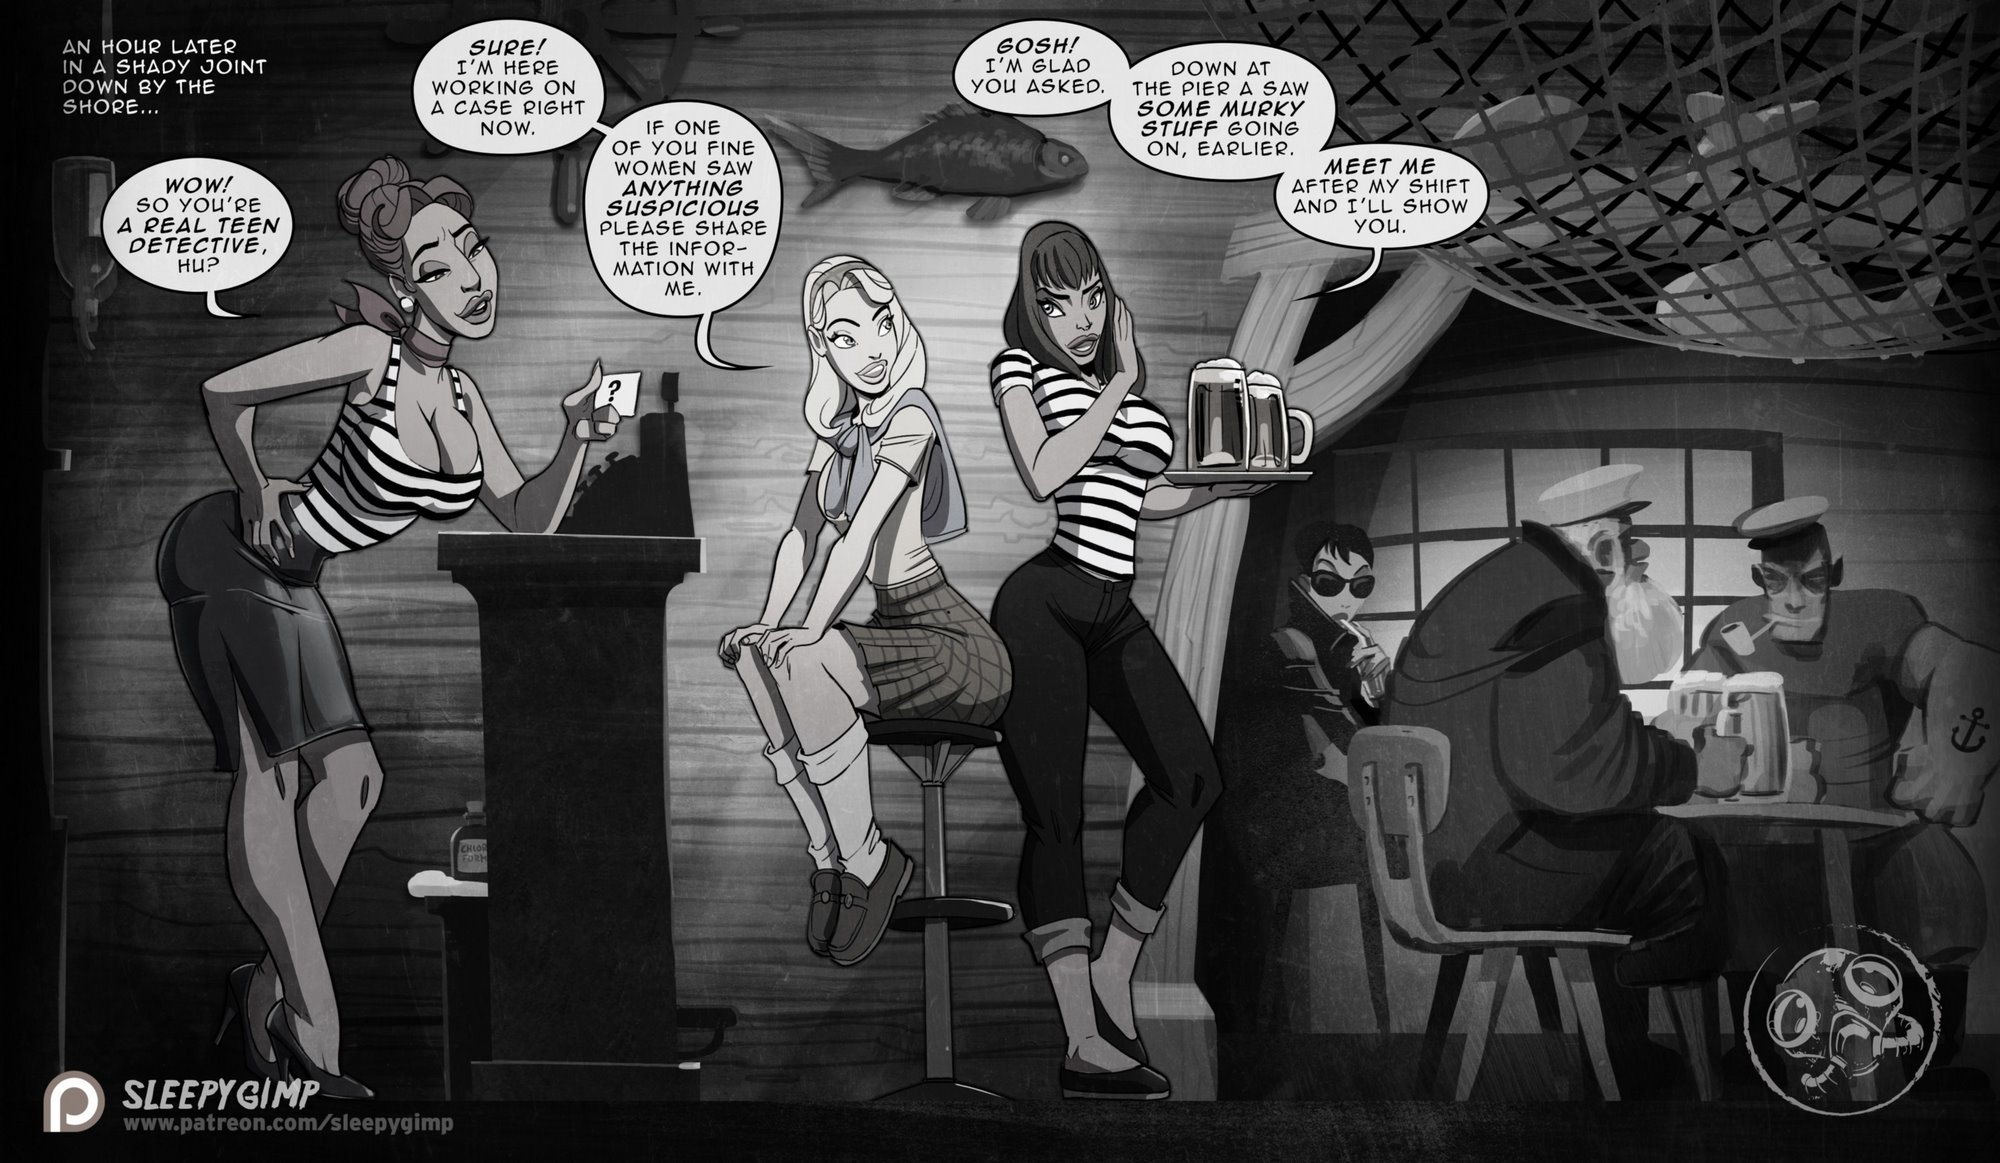 AN HOUR LATER
IN A SHADY JOINT
DOWN BY THE
SHORE...
WOW!
SO YOU'RE
A REAL TEEN
DETECTIVE,
HU?
SURE!
I'M HERE
WORKING ON
A CASE RIGHT
NOW.
IF ONE
OF YOU FINE
WOMEN SAW
ANYTHING
SUSPICIOUS
PLEASE SHARE
THE INFOR-
MATION WITH
ME.
GOSH!
I'M GLAD
YOU ASKED.
DOWN AT
THE PIER A SAW
SOME MURKY
STUFF GOING
ON, EARLIER.
MEET ME
AFTER MY SHIFT
AND I'LL SHOW
YOU.
?
CHLOR
FORM
SLEEPYGIMP
www.patreon.com/sleepygimp